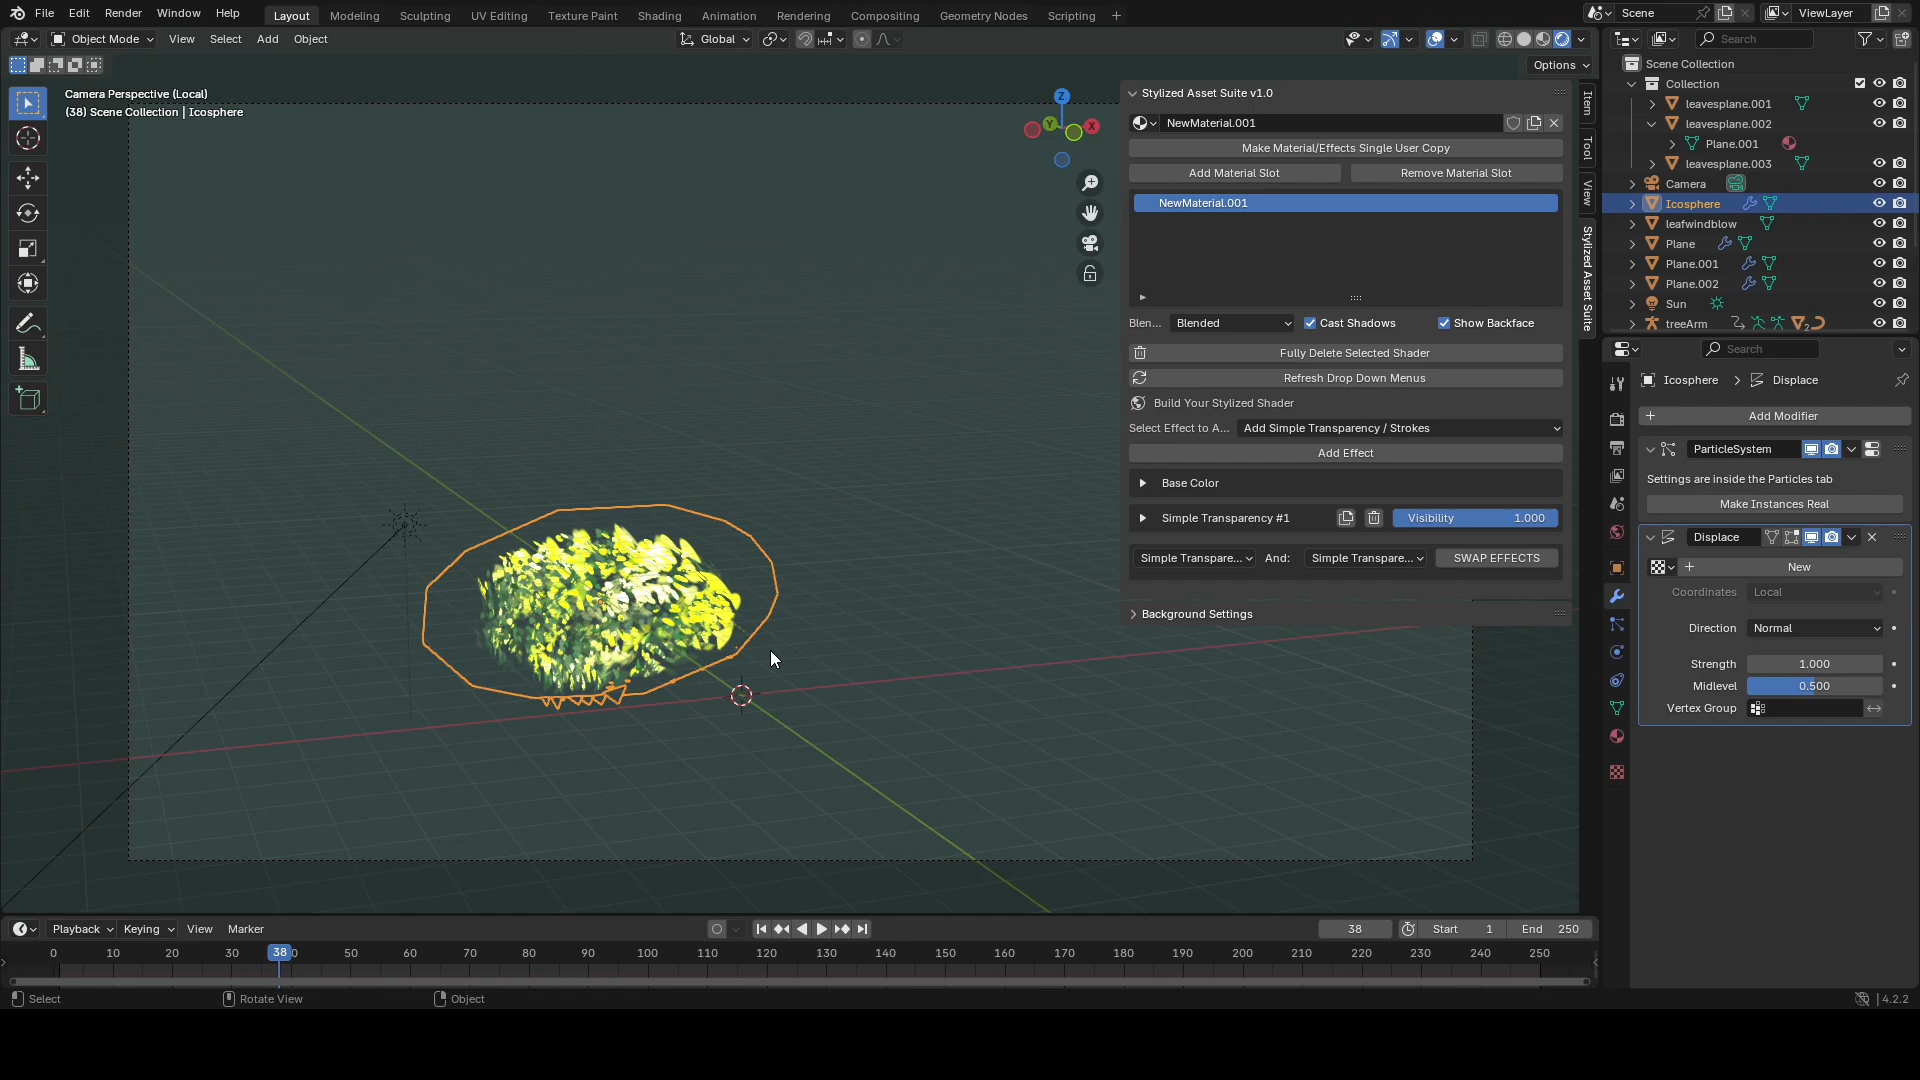 File Edit Render Window Help Layout Modeling Sculpting UV Editing Texture Paint Shading Animation Rendering Compositing Geometry Nodes Scripting + Scene ViewLayer
Object Mode View Select Add Object Global Search
Options
Camera Perspective (Local)
(38) Scene Collection | Icosphere
Z
Y
X
Stylized Asset Suite v1.0
NewMaterial.001
Make Material/Effects Single User Copy
Add Material Slot Remove Material Slot
NewMaterial.001
Blen... Blended Cast Shadows Show Backface
Fully Delete Selected Shader
Refresh Drop Down Menus
Build Your Stylized Shader
Select Effect to A... Add Simple Transparency / Strokes
Add Effect
Base Color
Simple Transparency #1 Visibility 1.000
Simple Transpare... And: Simple Transpare... SWAP EFFECTS
Background Settings
Item
Tool
View
Stylized Asset Suite
Scene Collection
Collection
leavesplane.001
leavesplane.002
Plane.001
leavesplane.003
Camera
Icosphere
leafwindblow
Plane
Plane.001
Plane.002
Sun
treeArm 2
Search
Icosphere > Displace
+ Add Modifier
ParticleSystem
Settings are inside the Particles tab
Make Instances Real
Displace
+ New
Coordinates Local
Direction Normal
Strength 1.000
Midlevel 0.500
Vertex Group
Playback Keying View Marker 38 Start 1 End 250
0 10 20 30 38 0 50 60 70 80 90 100 110 120 130 140 150 160 170 180 190 200 210 220 230 240 250
Select Rotate View Object 4.2.2